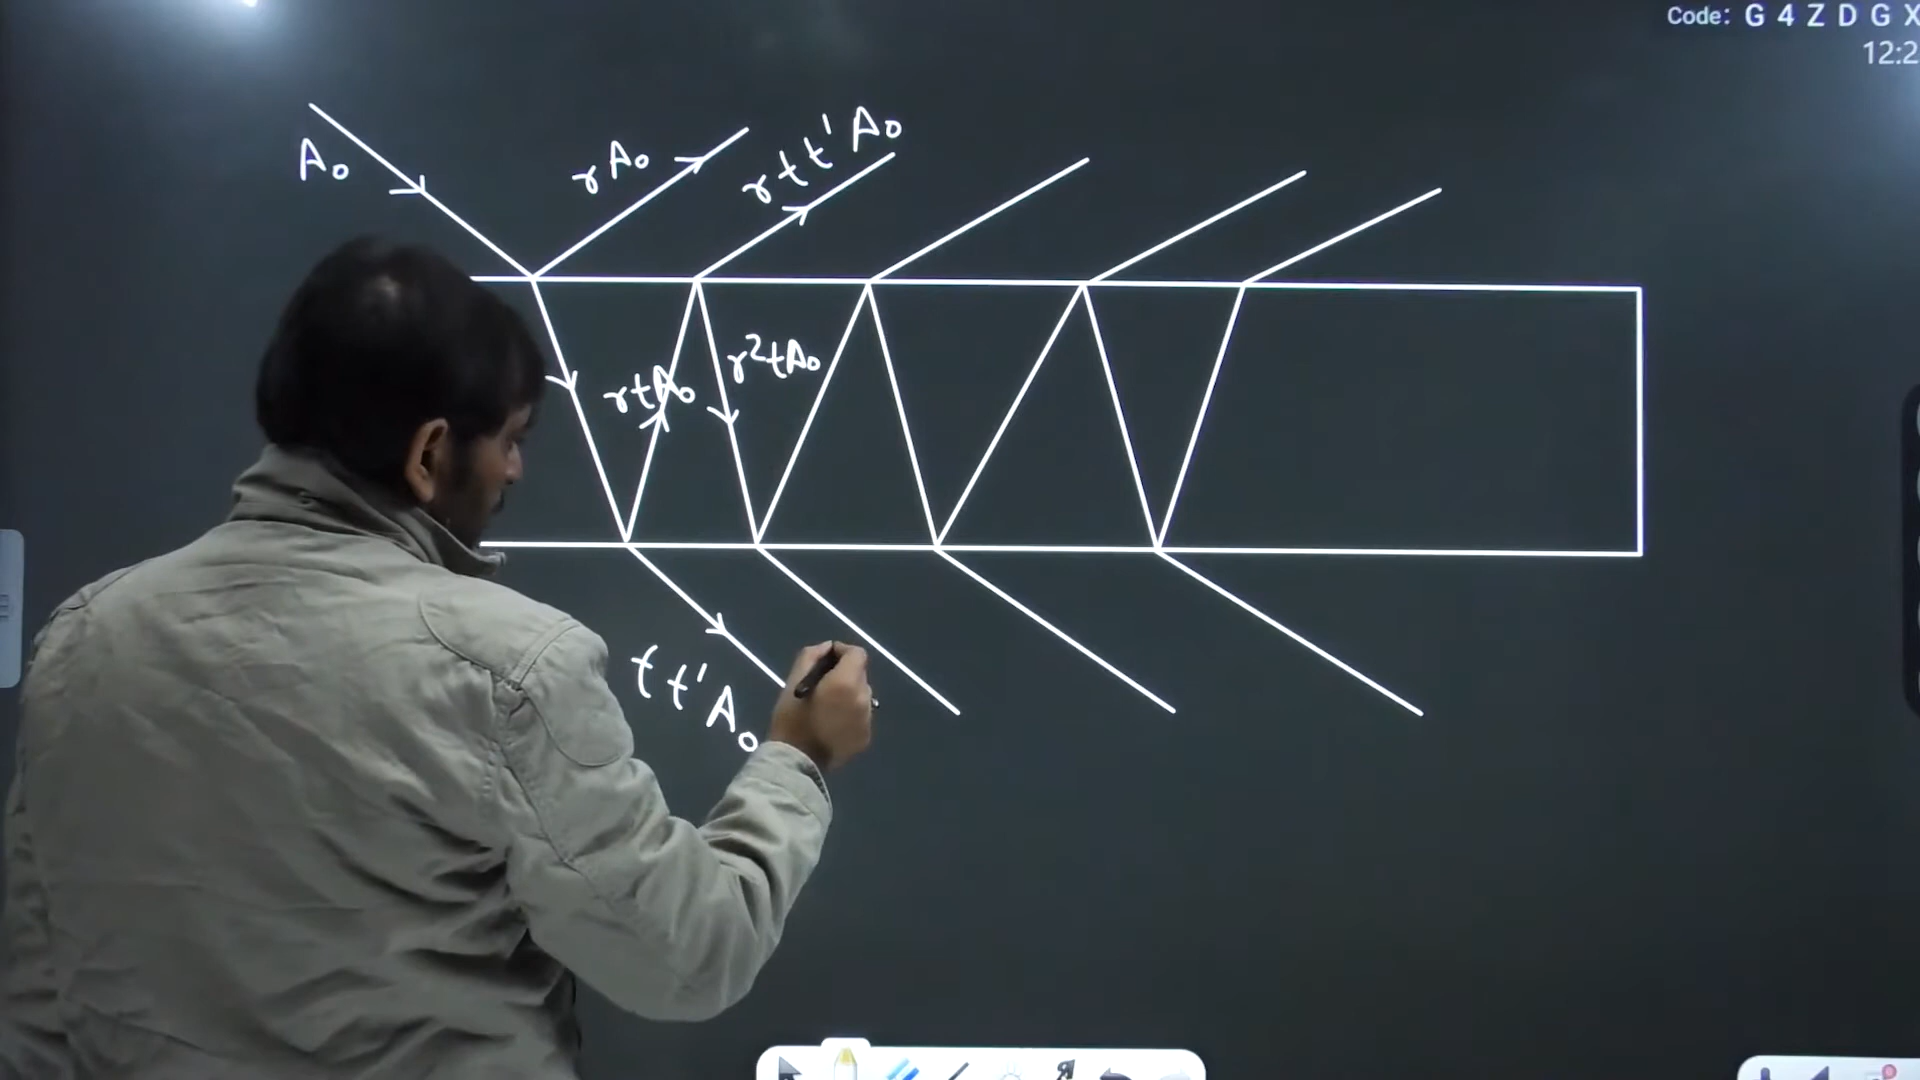 Code: G 4 Z D G X
12:2
A₀
rA₀
rtt'A₀
rtA₀
r²tA₀
tt'A₀